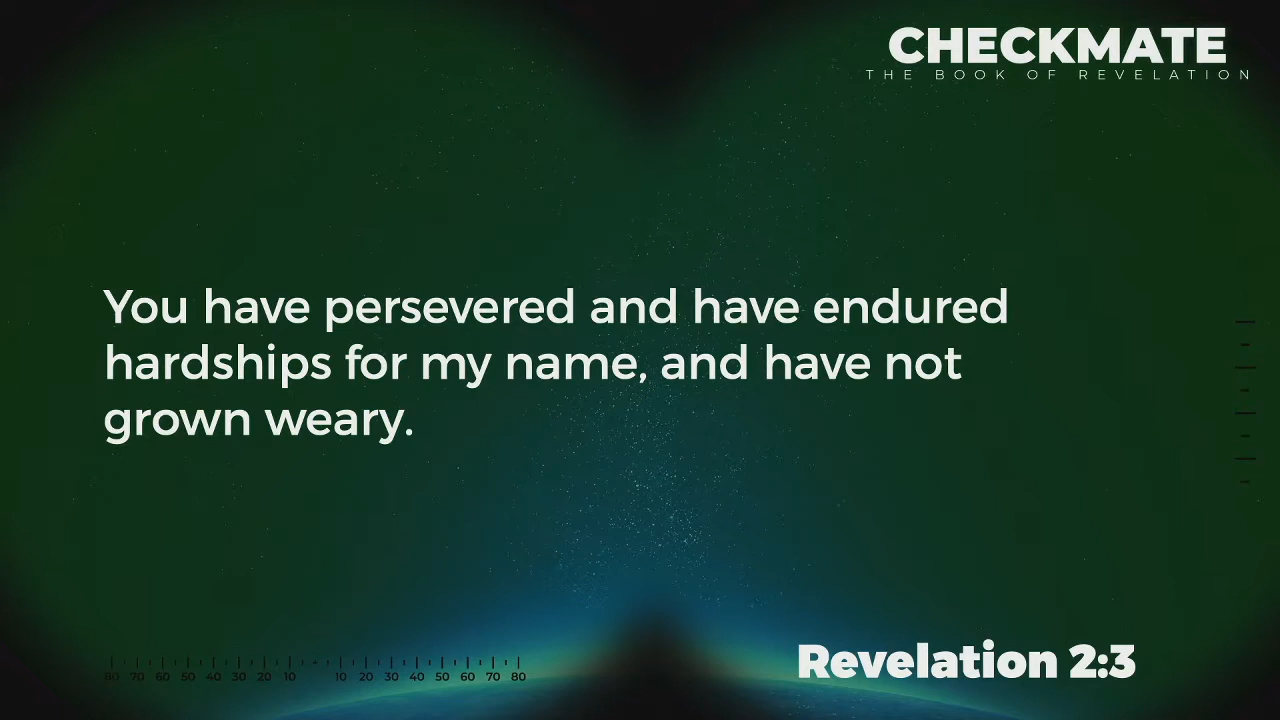 CHECKMATE
THE BOOK OF REVELATION
You have persevered and have endured
hardships for my name, and have not
grown weary.
Revelation 2:3
80 70 60 50 40 30 20 10 10 20 30 40 50 60 70 80